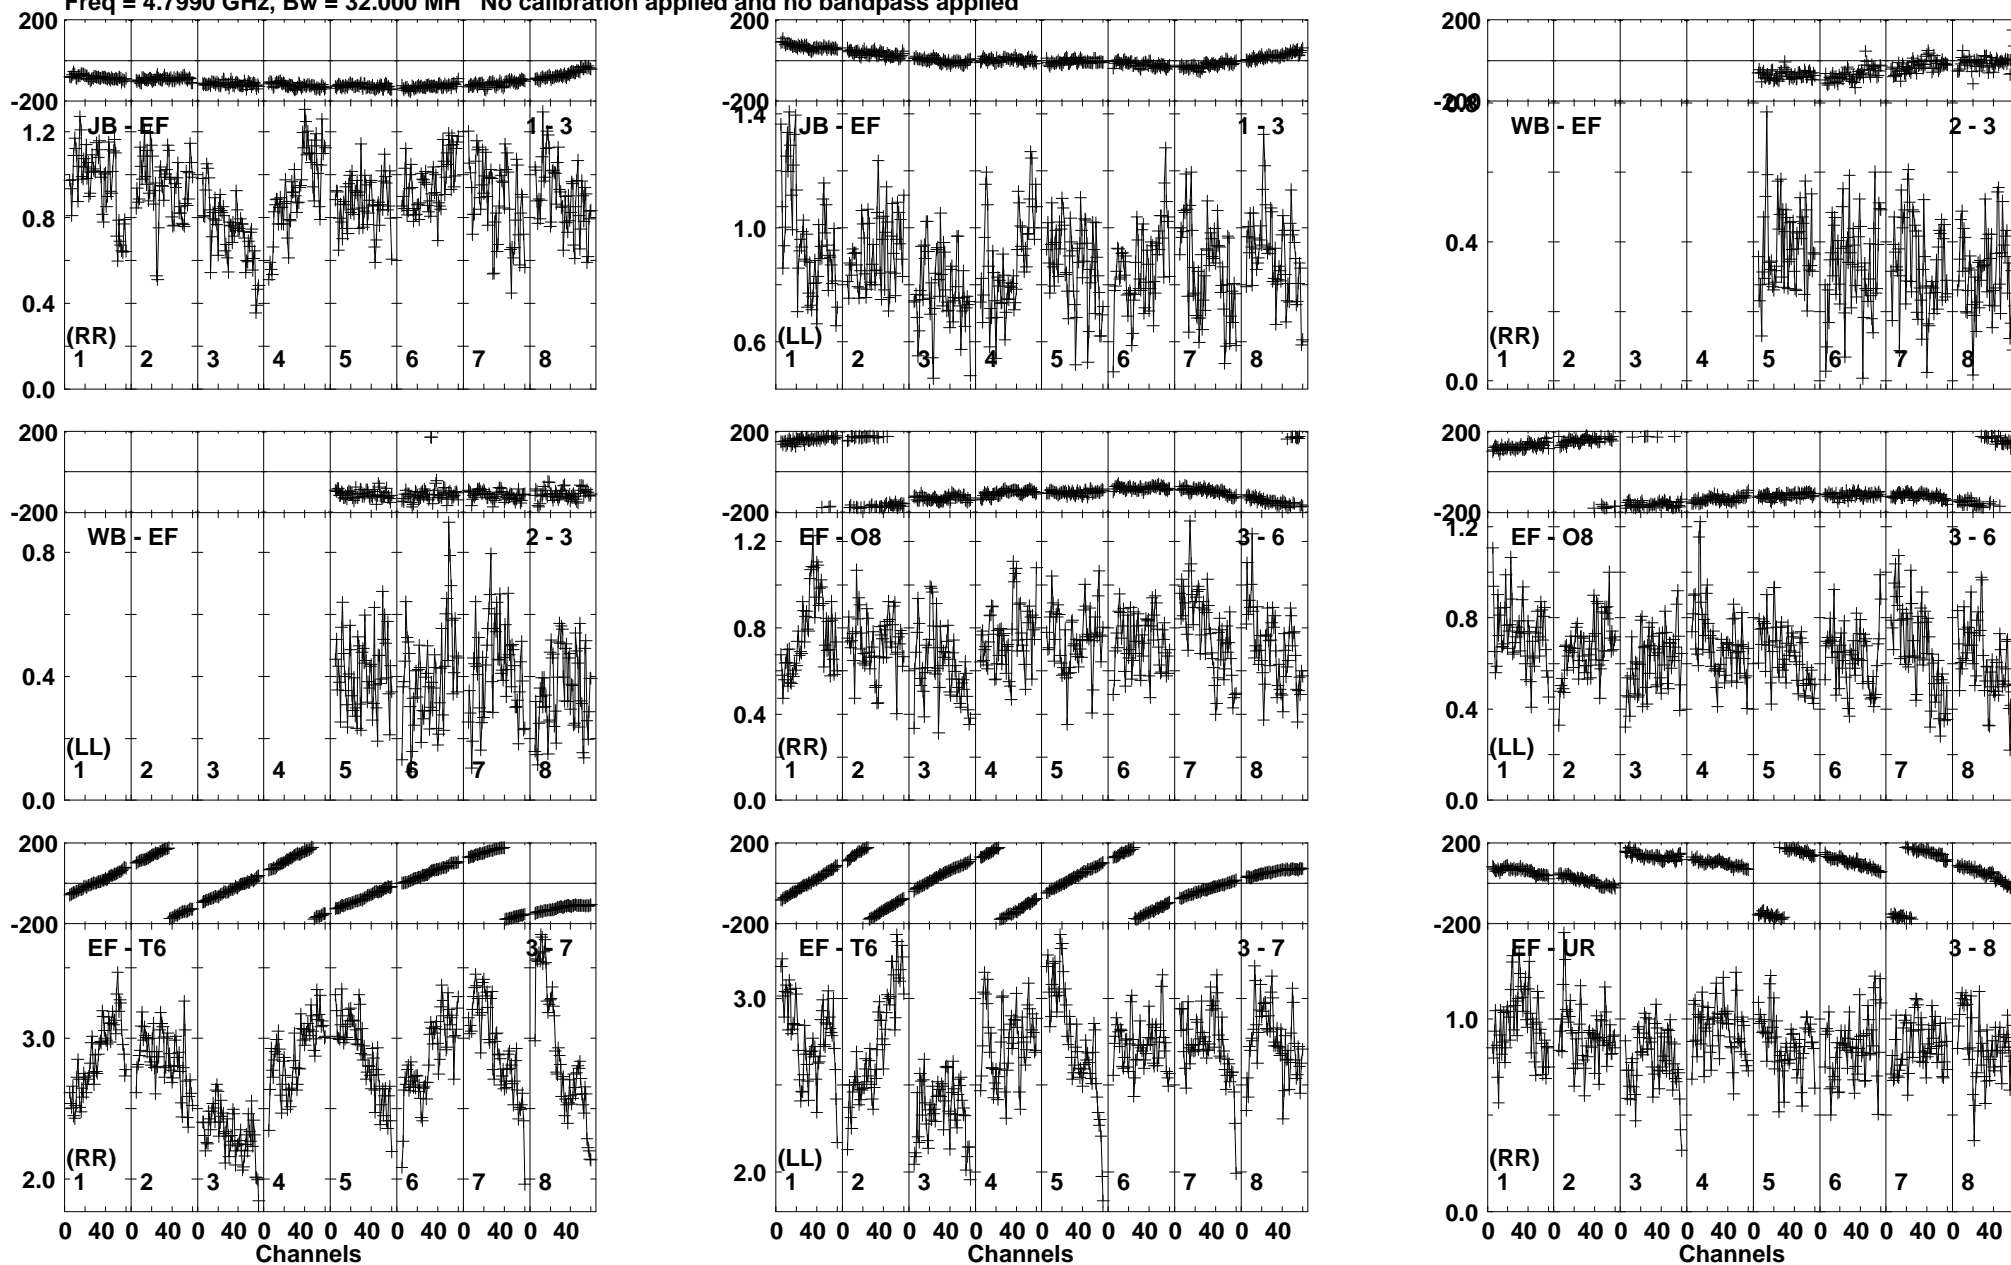 Freq = 4.7990 GHz, Bw = 32.000 MH No calibration applied and no bandpass applied
200 200 200
-200 -200 -200
JB - EF 1 - 3
1.2
0.8
0.4
0.0
(RR)
1 2 3 4 5 6 7 8
JB - EF 1 - 3
1.4
1.0
0.6
(LL)
1 2 3 4 5 6 7 8
WB - EF 2 - 3
0.8
0.4
0.0
(RR)
1 2 3 4 5 6 7 8
200 200 200
-200 -200 -200
WB - EF 2 - 3
0.8
0.4
0.0
(LL)
1 2 3 4 5 6 7 8
EF - O8 3 - 6
1.2
0.8
0.4
0.0
(RR)
1 2 3 4 5 6 7 8
EF - O8 3 - 6
1.2
0.8
0.4
0.0
(LL)
1 2 3 4 5 6 7 8
200 200 200
-200 -200 -200
EF - T6 3 - 7
3.0
2.0
(RR)
1 2 3 4 5 6 7 8
EF - T6 3 - 7
3.0
2.0
(LL)
1 2 3 4 5 6 7 8
EF - UR 3 - 8
1.0
0.0
(RR)
1 2 3 4 5 6 7 8
0 40 0 40 0 40 0 40 0 40 0 40 0 40 0 40
Channels
0 40 0 40 0 40 0 40 0 40 0 40 0 40 0 40
Channels
0 40 0 40 0 40 0 40 0 40 0 40 0 40 0 40
Channels